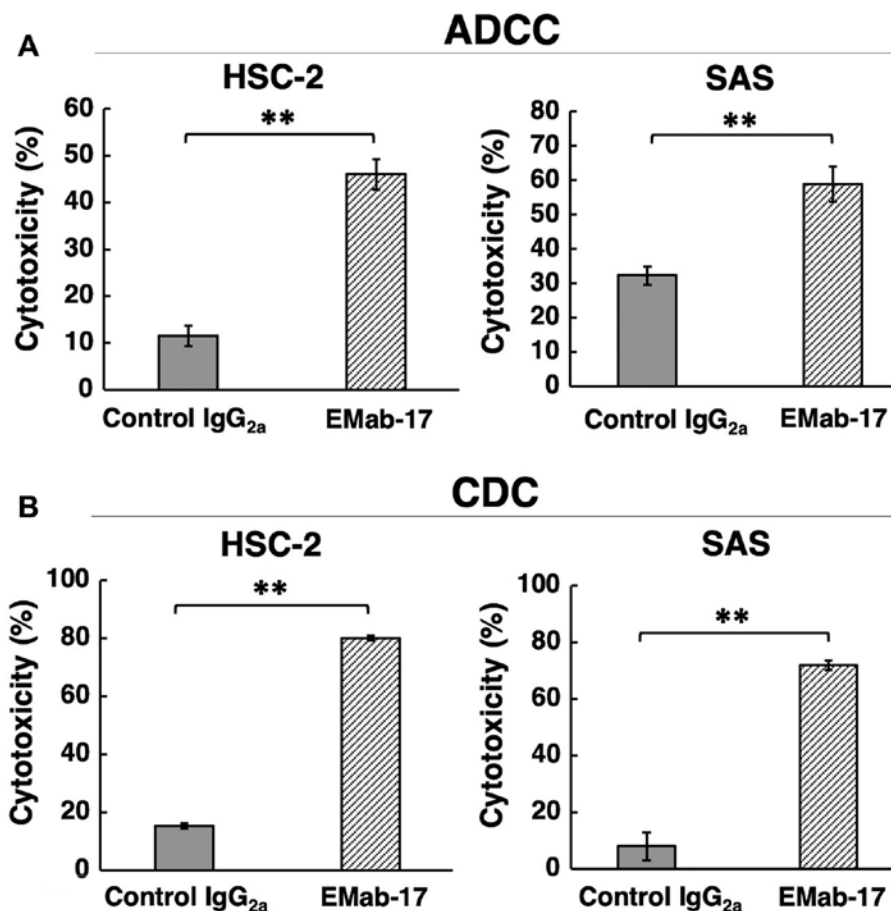 A
ADCC
HSC-2
SAS
Cytotoxicity (%)
60
50
40
30
20
10
0
**
Control IgG2a
EMab-17
Cytotoxicity (%)
80
70
60
50
40
30
20
10
0
**
Control IgG2a
EMab-17
B
CDC
HSC-2
SAS
Cytotoxicity (%)
100
80
60
40
20
0
**
Control IgG2a
EMab-17
Cytotoxicity (%)
100
80
60
40
20
0
**
Control IgG2a
EMab-17